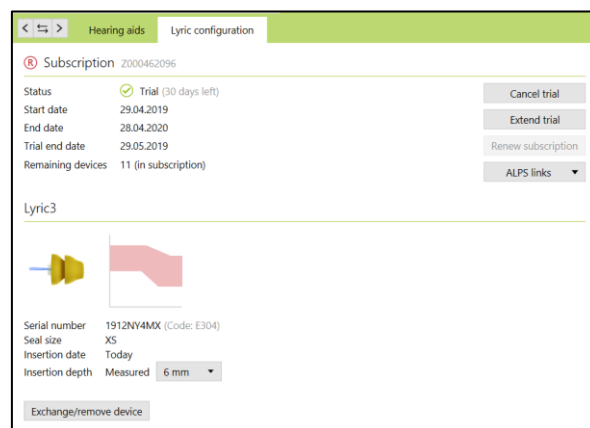 Hearing aids Lyric configuration
R Subscription Z000462096
Status Trial (30 days left) Cancel trial
Start date 29.04.2019
Extend trial
End date 28.04.2020
Trial end date 29.05.2019 Renew subscription
Remaining devices 11 (in subscription)
ALPS links
Lyric3
Serial number 1912NY4MX (Code: E304)
Seal size XS
Insertion date Today
Insertion depth Measured 6 mm
Exchange/remove device